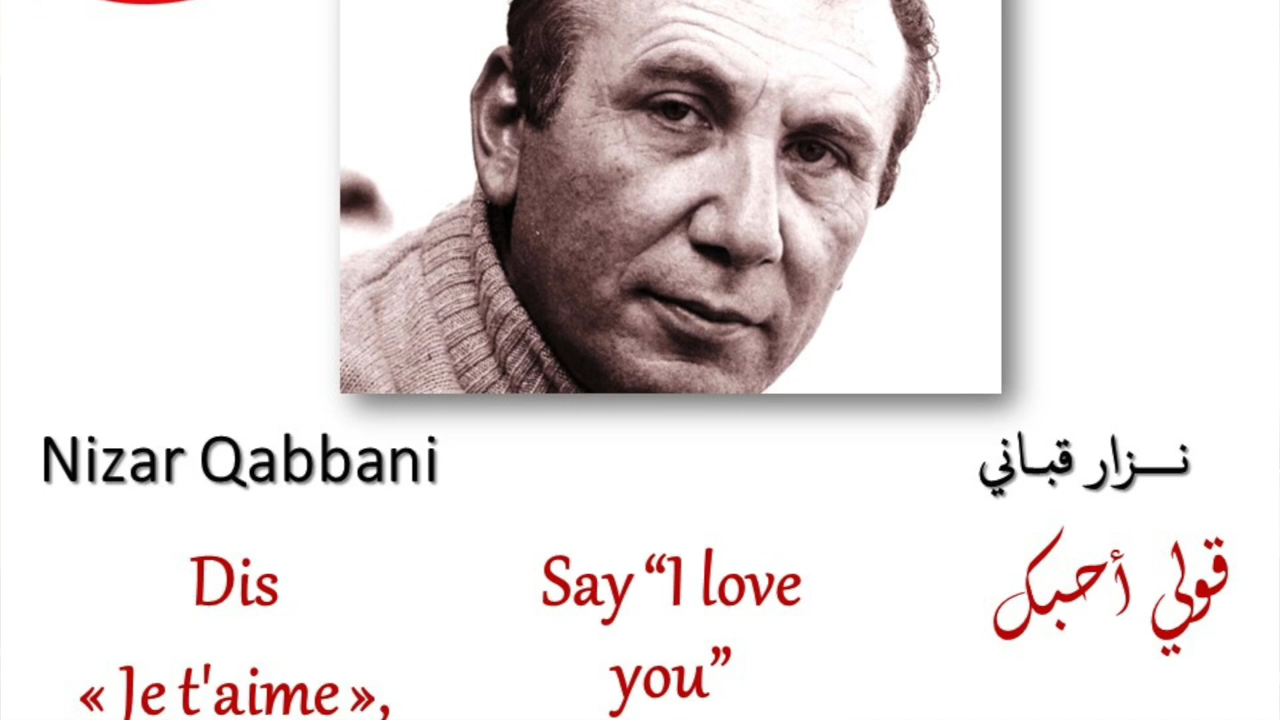 Nizar Qabbani
نـــزار قبـاني
Dis
« Je t'aime »,
Say “I love
you”
قولي أحبك